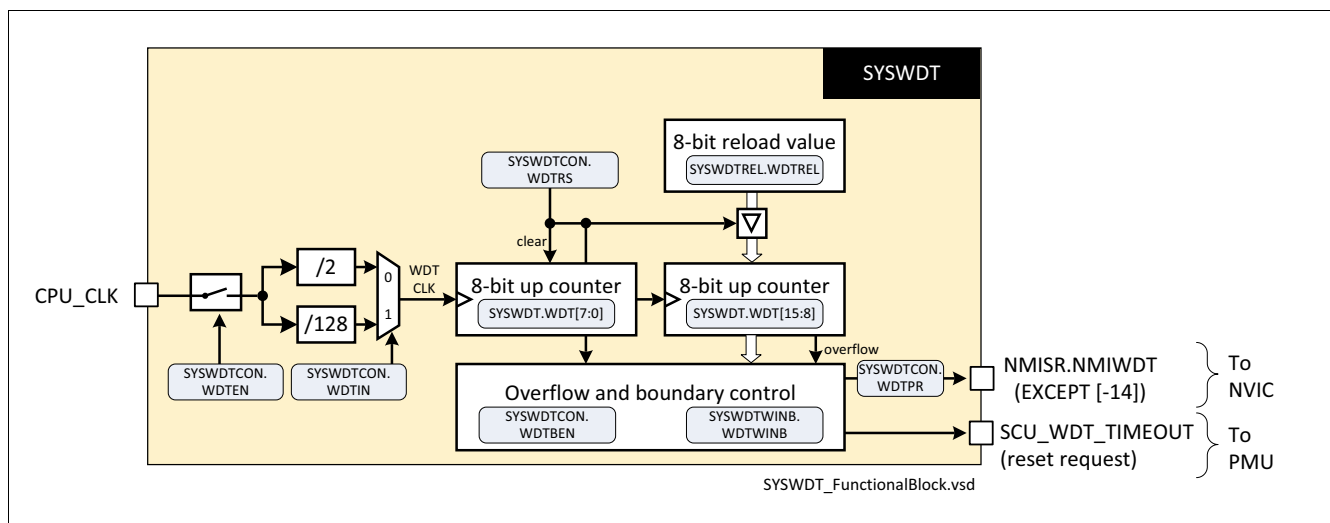 SYSWDT
8-bit reload value
SYSWDTREL.WDTREL
SYSWDTCON.
WDTRS
clear
/2
/128
0
1
WDT
CLK
CPU_CLK
8-bit up counter
SYSWDT.WDT[7:0]
8-bit up counter
SYSWDT.WDT[15:8]
overflow
SYSWDTCON.
WDTEN
SYSWDTCON.
WDTIN
Overflow and boundary control
SYSWDTCON.
WDTBEN
SYSWDTWINB.
WDTWINB
SYSWDTCON.
WDTPR
NMISR.NMIWDT
(EXCEPT [-14])
To
NVIC
SCU_WDT_TIMEOUT
(reset request)
To
PMU
SYSWDT_FunctionalBlock.vsd